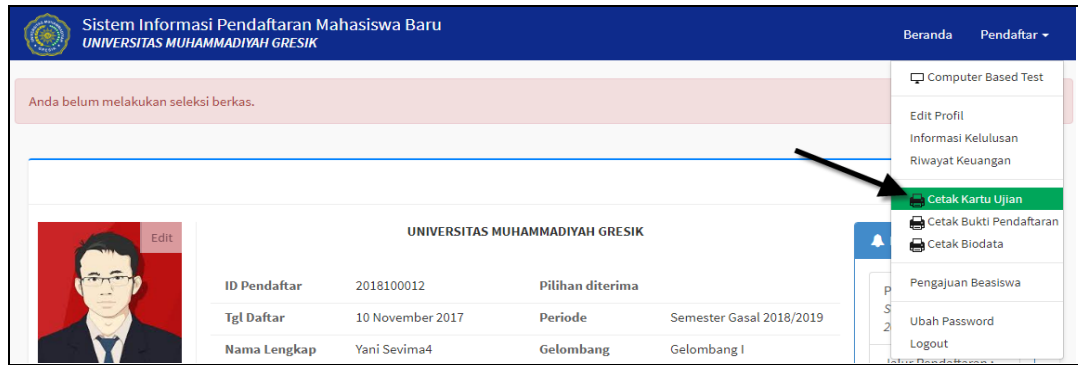 Sistem Informasi Pendaftaran Mahasiswa Baru
UNIVERSITAS MUHAMMADIYAH GRESIK
Beranda Pendaftar
Computer Based Test
Anda belum melakukan seleksi berkas.
Edit Profil
Informasi Kelulusan
Riwayat Keuangan
Cetak Kartu Ujian
Cetak Bukti Pendaftaran
Cetak Biodata
Pengajuan Beasiswa
Ubah Password
Logout
Edit
UNIVERSITAS MUHAMMADIYAH GRESIK
ID Pendaftar 2018100012 Pilihan diterima
Tgl Daftar 10 November 2017 Periode Semester Gasal 2018/2019
Nama Lengkap Yani Sevima4 Gelombang Gelombang I